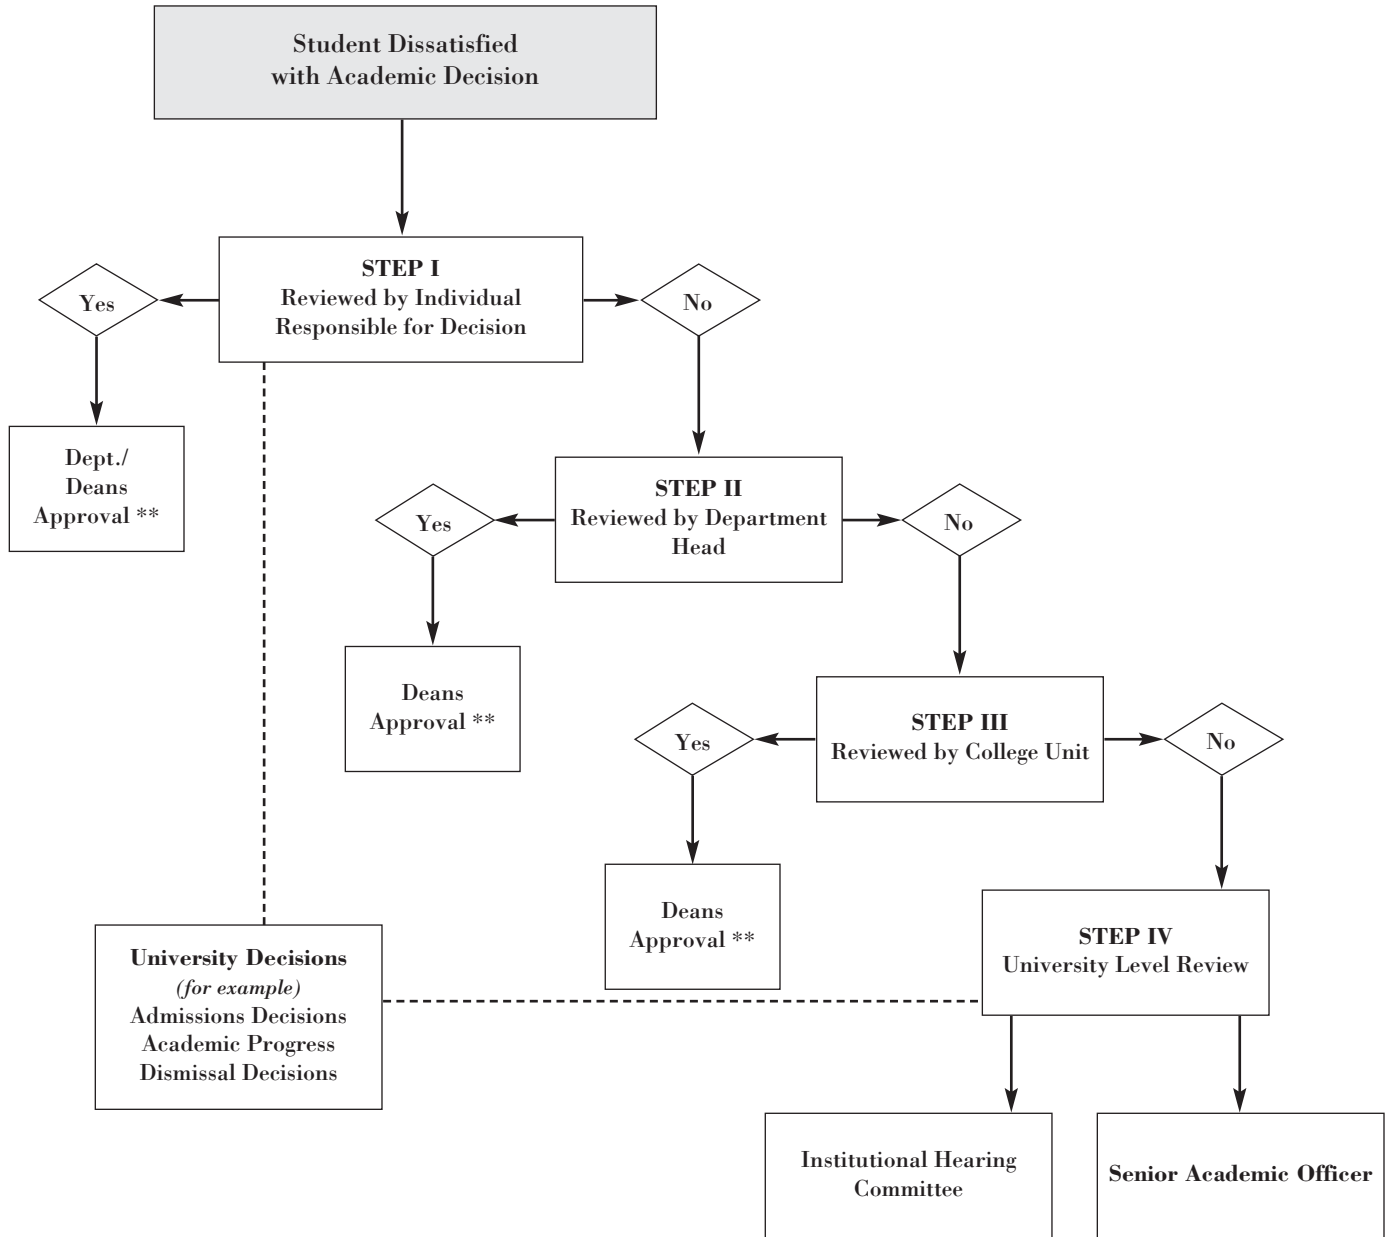 Student Dissatisfied
with Academic Decision
STEP I
Reviewed by Individual
Responsible for Decision
Yes
No
Dept./
Deans
Approval **
STEP II
Reviewed by Department
Head
Yes
No
Deans
Approval **
STEP III
Reviewed by College Unit
Yes
No
Deans
Approval **
STEP IV
University Level Review
University Decisions
(for example)
Admissions Decisions
Academic Progress
Dismissal Decisions
Institutional Hearing
Committee
Senior Academic Officer